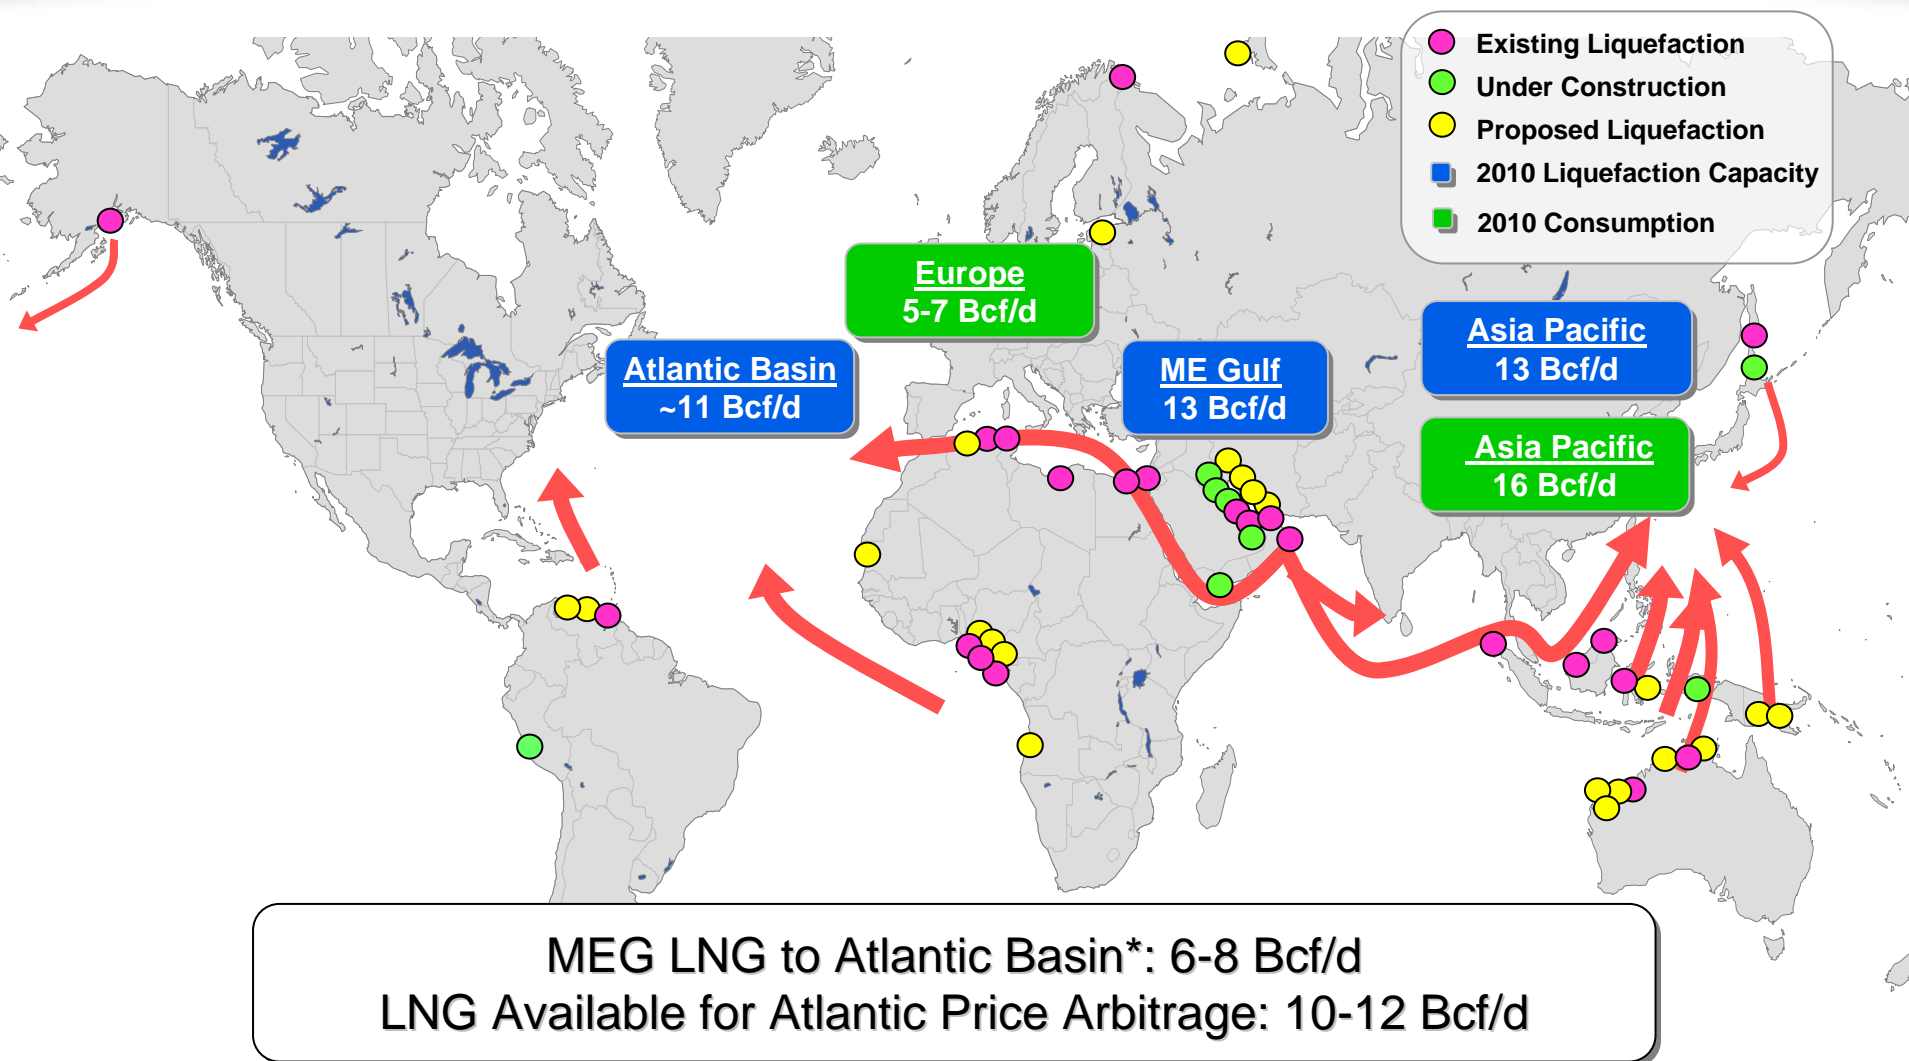 Existing Liquefaction
Under Construction
Proposed Liquefaction
2010 Liquefaction Capacity
2010 Consumption
Europe
5-7 Bcf/d
Atlantic Basin
~11 Bcf/d
ME Gulf
13 Bcf/d
Asia Pacific
13 Bcf/d
Asia Pacific
16 Bcf/d
MEG LNG to Atlantic Basin*: 6-8 Bcf/d
LNG Available for Atlantic Price Arbitrage: 10-12 Bcf/d